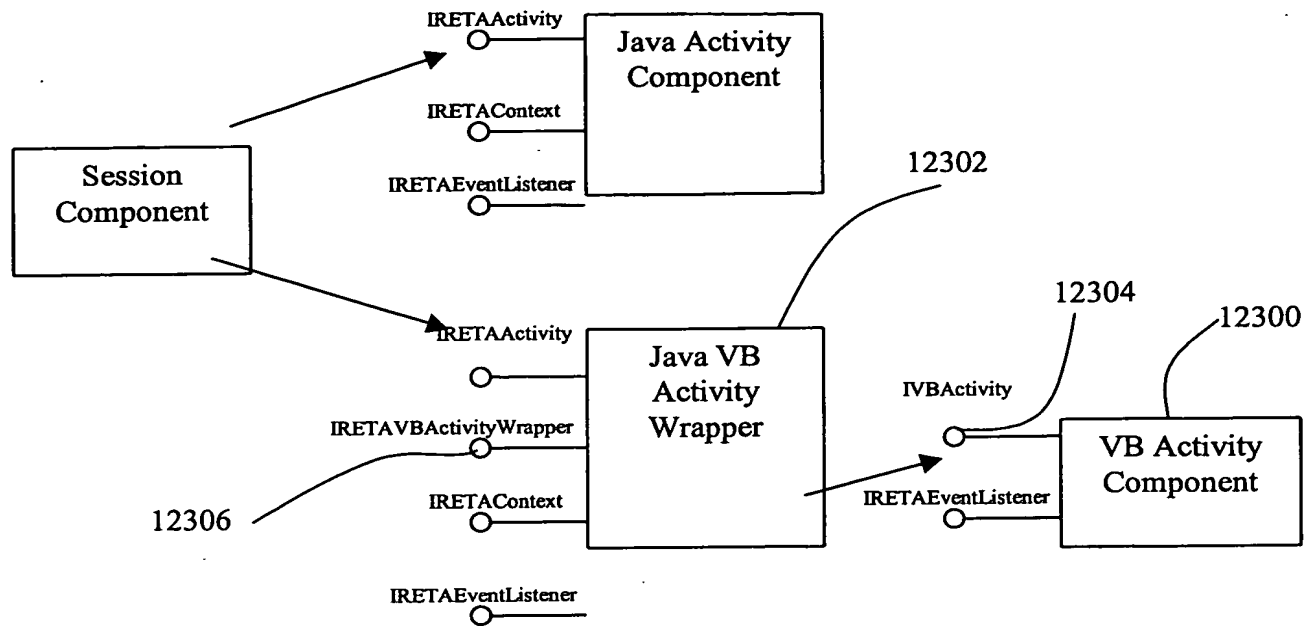 IRETAActivity
Java Activity
Component
IRETAContext
IRETAEventListener
Session
Component
12302
12304
12300
IRETAActivity
Java VB
Activity
Wrapper
IVBActivity
IRETAVBActivityWrapper
VB Activity
Component
IRETAEventListener
IRETAContext
12306
IRETAEventListener